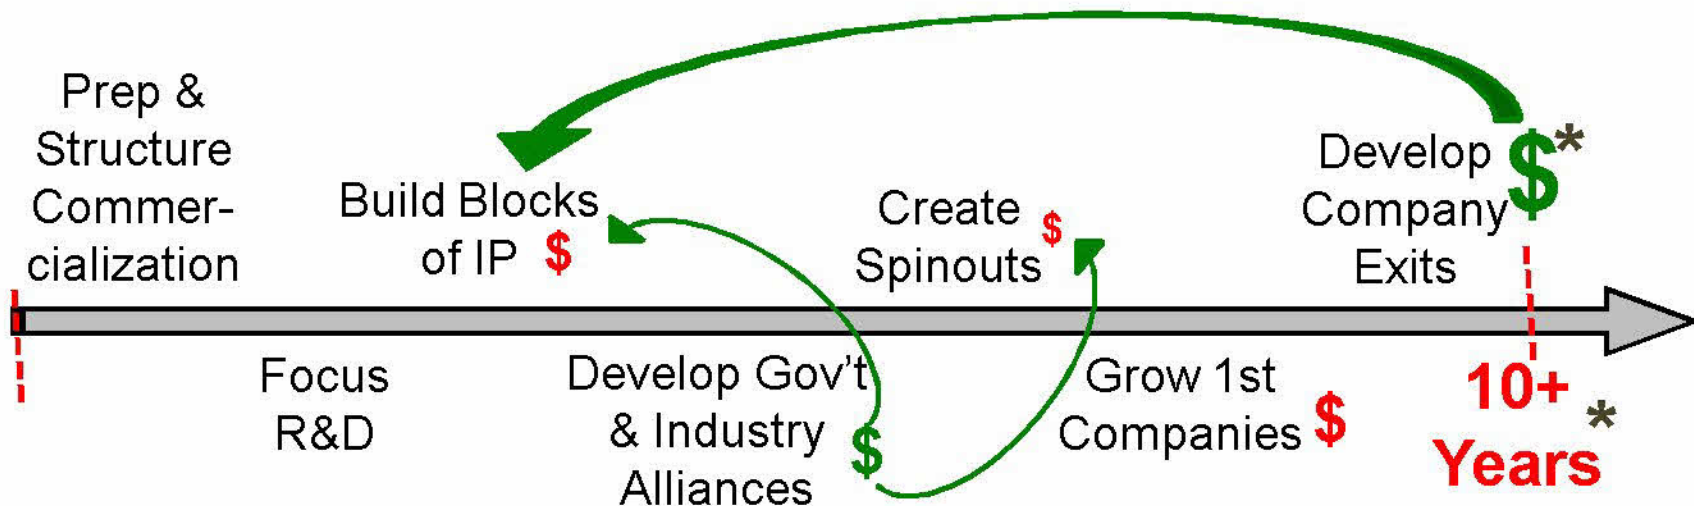 Prep &
Structure
Commer-
cialization
Focus
R&D
Build Blocks
of IP $
Develop Gov't
& Industry
Alliances $
Create
Spinouts $
Grow 1st
Companies $
Develop
Company
Exits
$*
10+
Years*